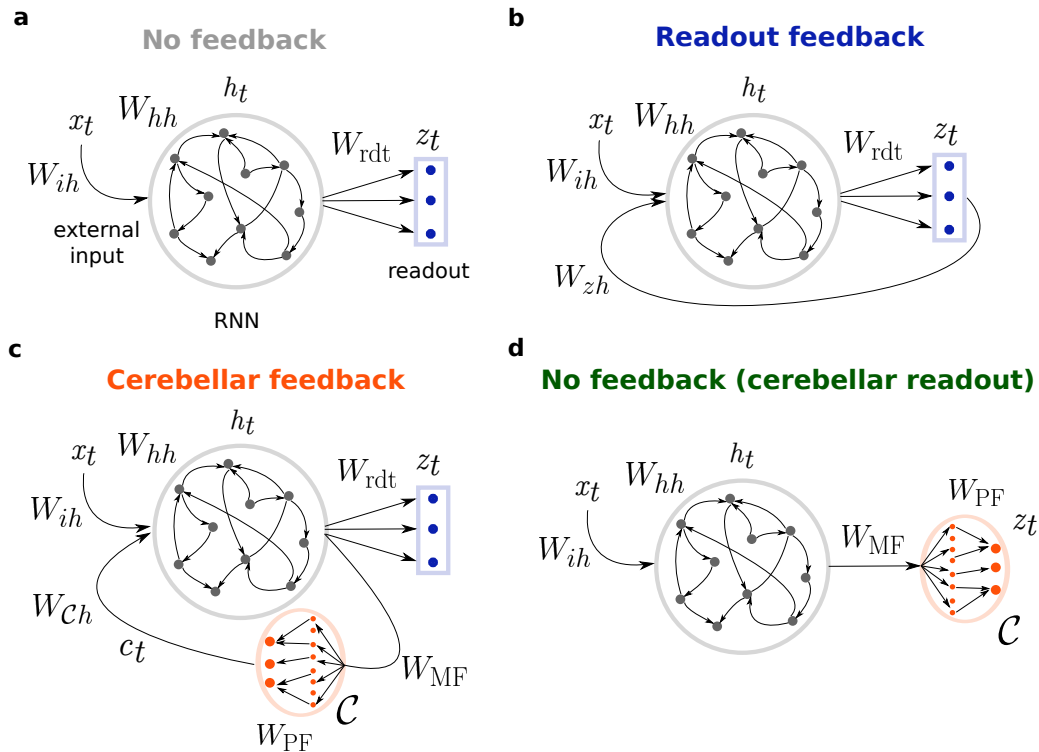 a
No feedback
h_t
W_hh
x_t
W_rdt
z_t
W_ih
external
input
readout
RNN
b
Readout feedback
h_t
W_hh
x_t
W_rdt
z_t
W_ih
W_zh
c
Cerebellar feedback
h_t
W_hh
x_t
W_rdt
z_t
W_ih
W_𝒞h
c_t
W_MF
𝒞
W_PF
d
No feedback (cerebellar readout)
h_t
W_hh
x_t
W_PF
z_t
W_ih
W_MF
𝒞